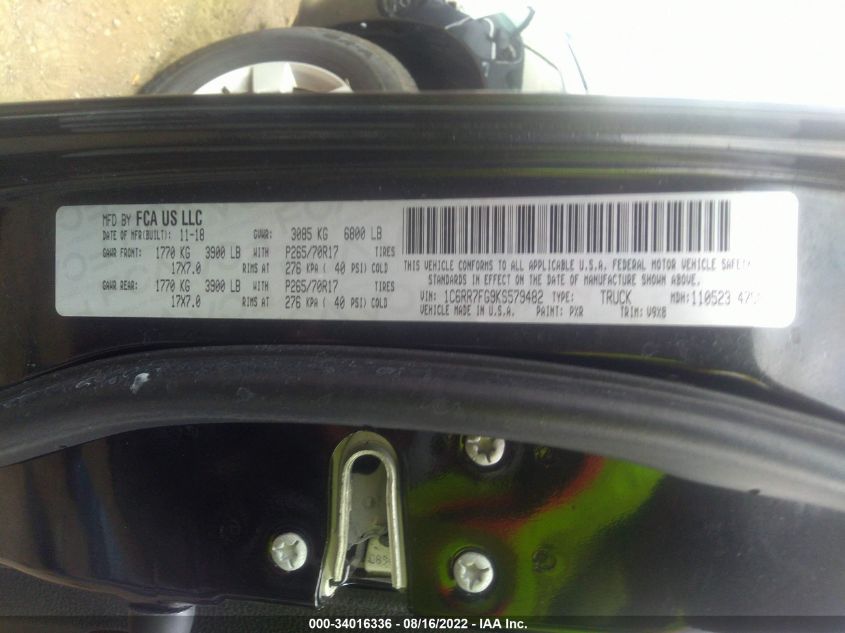 MFD BY FCA US LLC
DATE OF MFR(BUILT): 11-18 GVWR: 3085 KG 6800 LB
GAWR FRONT: 1770 KG 3900 LB WITH P265/70R17 TIRES
17X7.0 RIMS AT 276 KPA ( 40 PSI) COLD
GAWR REAR: 1770 KG 3900 LB WITH P265/70R17 TIRES
17X7.0 RIMS AT 276 KPA ( 40 PSI) COLD
THIS VEHICLE CONFORMS TO ALL APPLICABLE U.S.A. FEDERAL MOTOR VEHICLE SAFETY
STANDARDS IN EFFECT ON THE DATE OF MANUFACTURE SHOWN ABOVE.
VIN: 1C6RR7FG9KS579482 TYPE: TRUCK MDH: 110523
VEHICLE MADE IN U.S.A. PAINT: PXR TRIM: V9X8
000-34016336 - 08/16/2022 - IAA Inc.